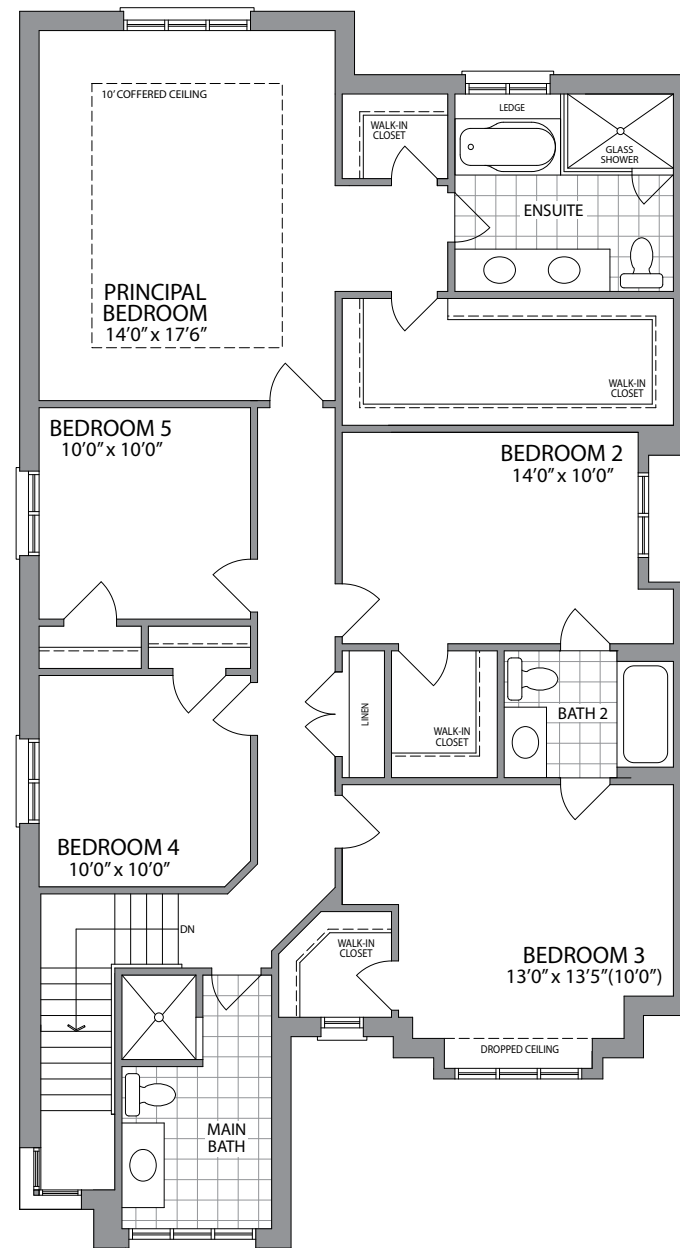 10' COFFERED CEILING
PRINCIPAL
BEDROOM
14'0" x 17'6"
WALK-IN
CLOSET
LEDGE
GLASS
SHOWER
ENSUITE
WALK-IN
CLOSET
BEDROOM 5
10'0" x 10'0"
BEDROOM 2
14'0" x 10'0"
LINEN
WALK-IN
CLOSET
BATH 2
BEDROOM 4
10'0" x 10'0"
DN
WALK-IN
CLOSET
BEDROOM 3
13'0" x 13'5"(10'0")
DROPPED CEILING
MAIN
BATH